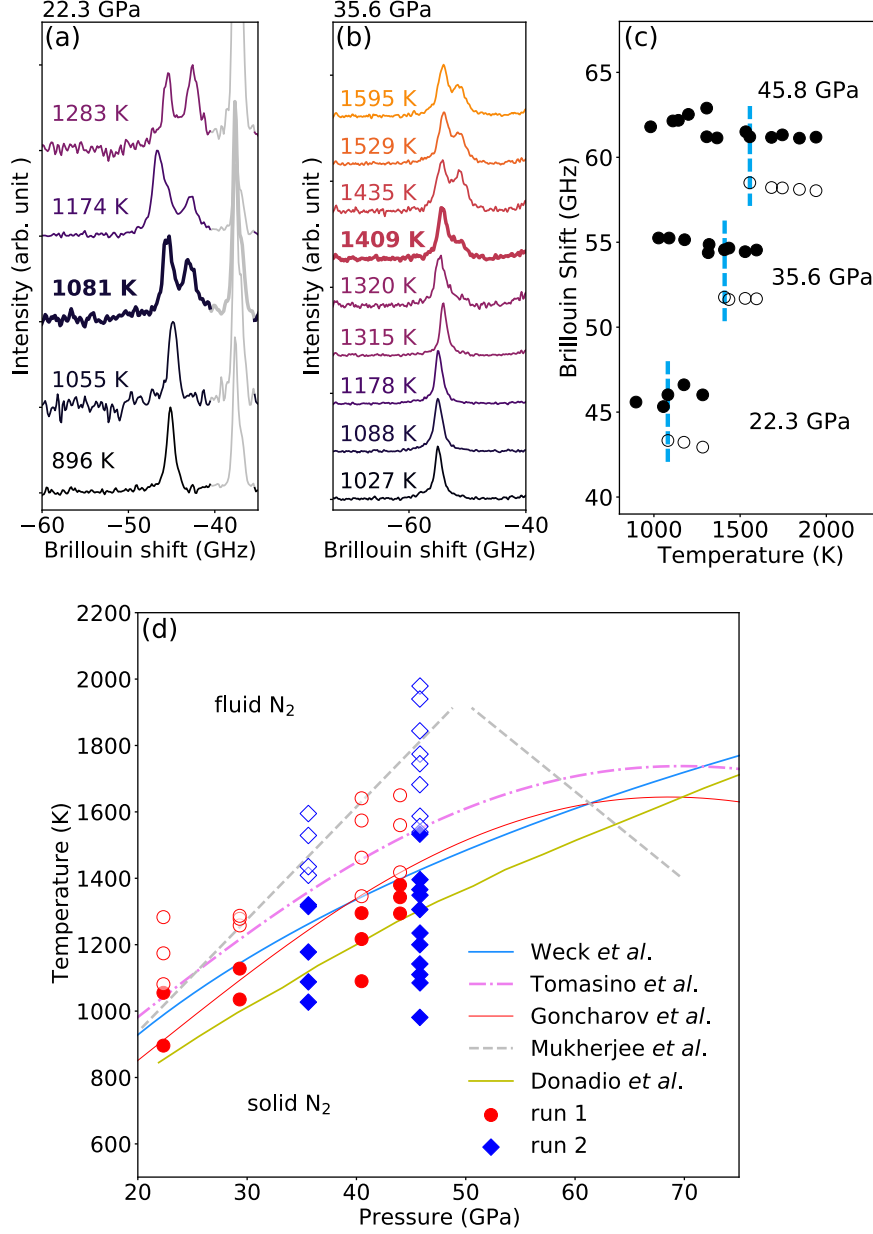 22.3 GPa
(a)
1283 K
1174 K
1081 K
1055 K
896 K
Intensity (arb. unit )
−60
−50
−40
Brillouin shift (GHz)
35.6 GPa
(b)
1595 K
1529 K
1435 K
1409 K
1320 K
1315 K
1178 K
1088 K
1027 K
Intensity (arb. unit )
−60
−40
Brillouin shift (GHz)
(c)
45.8 GPa
35.6 GPa
22.3 GPa
65
60
55
50
45
40
Brillouin Shift (GHz)
1000
1500
2000
Temperature (K)
(d)
2200
2000
1800
1600
1400
1200
1000
800
600
Temperature (K)
fluid N₂
solid N₂
Weck et al.
Tomasino et al.
Goncharov et al.
Mukherjee et al.
Donadio et al.
run 1
run 2
20
30
40
50
60
70
Pressure (GPa)